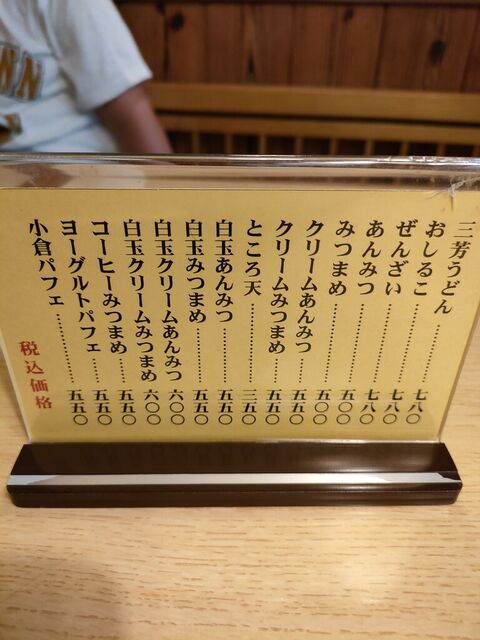 三芳うどん……七八〇
おしるこ……七八〇
ぜんざい……七八〇
あんみつ……五〇〇
みつまめ……五〇〇
クリームあんみつ……五五〇
クリームみつまめ……五五〇
ところ天……三五〇
白玉あんみつ……五五〇
白玉みつまめ……五五〇
白玉クリームあんみつ…六〇〇
白玉クリームみつまめ 六〇〇
コーヒーみつまめ……五五〇
ヨーグルトパフェ……五五〇
小倉パフェ……五五〇
税込価格